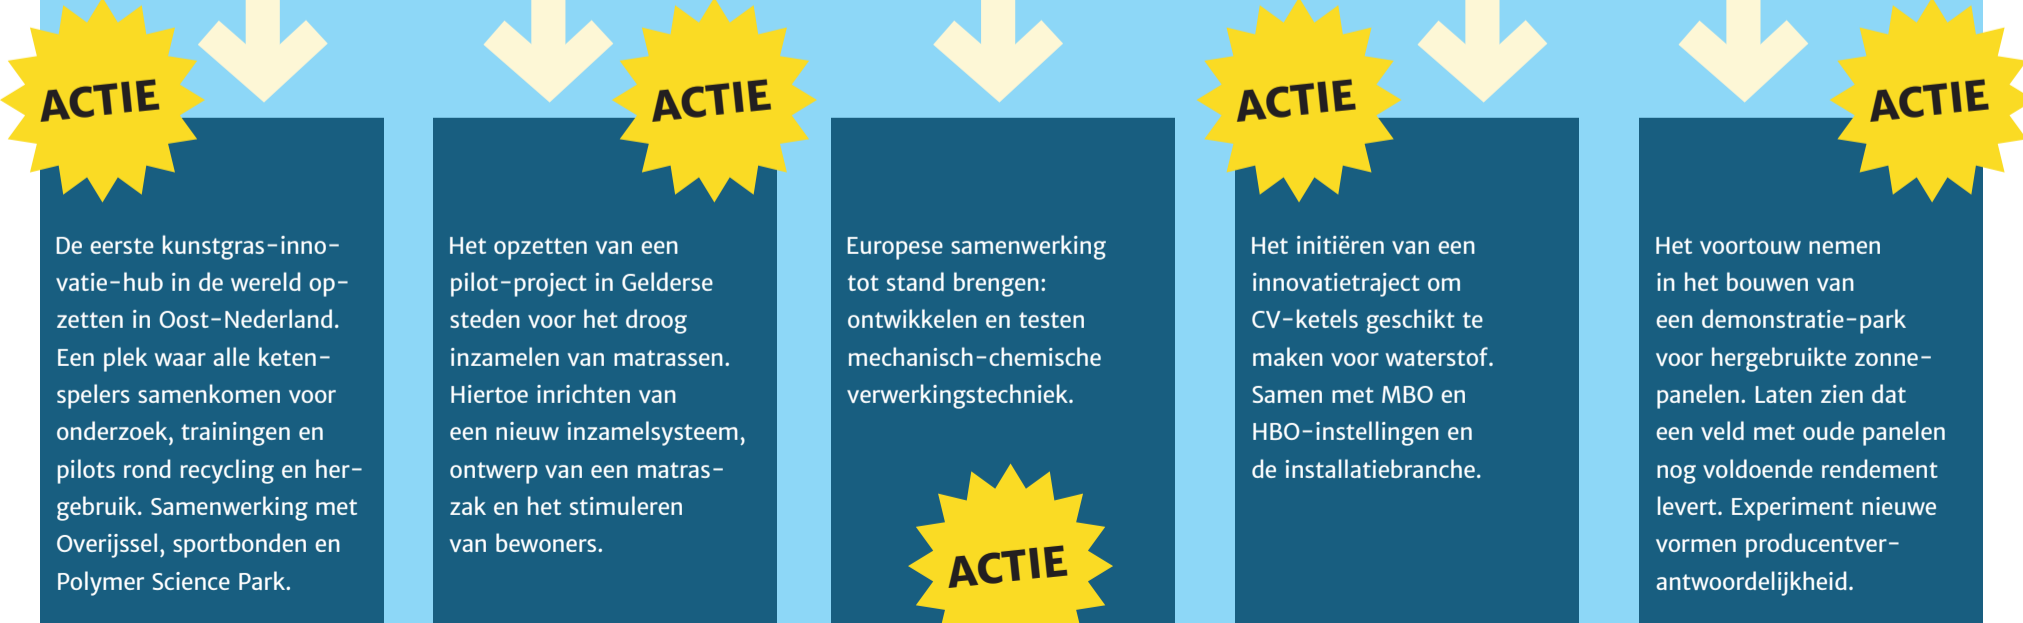 ACTIE
De eerste kunstgras-inno-
vatie-hub in de wereld op-
zetten in Oost-Nederland.
Een plek waar alle keten-
spelers samenkomen voor
onderzoek, trainingen en
pilots rond recycling en her-
gebruik. Samenwerking met
Overijssel, sportbonden en
Polymer Science Park.
ACTIE
Het opzetten van een
pilot-project in Gelderse
steden voor het droog
inzamelen van matrassen.
Hiertoe inrichten van
een nieuw inzamelsysteem,
ontwerp van een matras-
zak en het stimuleren
van bewoners.
Europese samenwerking
tot stand brengen:
ontwikkelen en testen
mechanisch-chemische
verwerkingstechniek.
ACTIE
ACTIE
Het initiëren van een
innovatietraject om
CV-ketels geschikt te
maken voor waterstof.
Samen met MBO en
HBO-instellingen en
de installatiebranche.
ACTIE
Het voortouw nemen
in het bouwen van
een demonstratie-park
voor hergebruikte zonne-
panelen. Laten zien dat
een veld met oude panelen
nog voldoende rendement
levert. Experiment nieuwe
vormen producentver-
antwoordelijkheid.